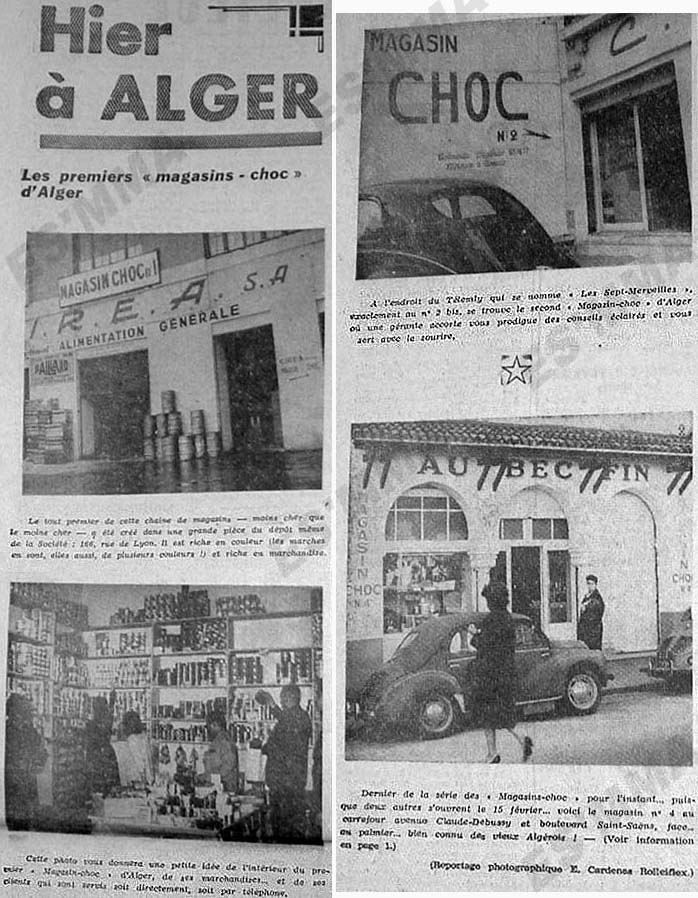 Hier
à ALGER
Les premiers « magasins - choc »
d'Alger
MAGASIN CHOC n°1
I. R. E. A. S.A
ALIMENTATION GÉNÉRALE
PAILLARD
Le tout premier de cette chaîne de magasins — moins cher que
le moins cher — a été créé dans une grande pièce du dépôt même
de la Société : 166, rue de Lyon. Il est riche en couleur (les marches
en sont, elles aussi, de plusieurs couleurs !) et riche en marchandise.
Cette photo vous donnera une petite idée de l'intérieur du pre-
mier « Magasin-choc » d'Alger, de ses marchandises... et de ses
clients qui sont servis soit directement, soit par téléphone.
MAGASIN
CHOC
N°2
C.
A l'endroit du Telemly qui se nomme « Les Sept-Merveilles »,
exactement au n° 2 bis, se trouve le second « Magasin-choc » d'Alger
où une gérante accorte vous prodigue des conseils éclairés et vous
sert avec le sourire.
AU BEC FIN
MAGASIN
CHOC
N°4
CHOC
Dernier de la série des « Magasins-choc » pour l'instant... puis-
que deux autres s'ouvrent le 15 février... voici le magasin n° 4 au
carrefour avenue Claude-Debussy et boulevard Saint-Saëns, face...
au palmier... bien connu des vieux Algérois ! — (Voir information
en page 1.)
(Reportage photographique E. Cardenas Rolleiflex.)
ES'MMA